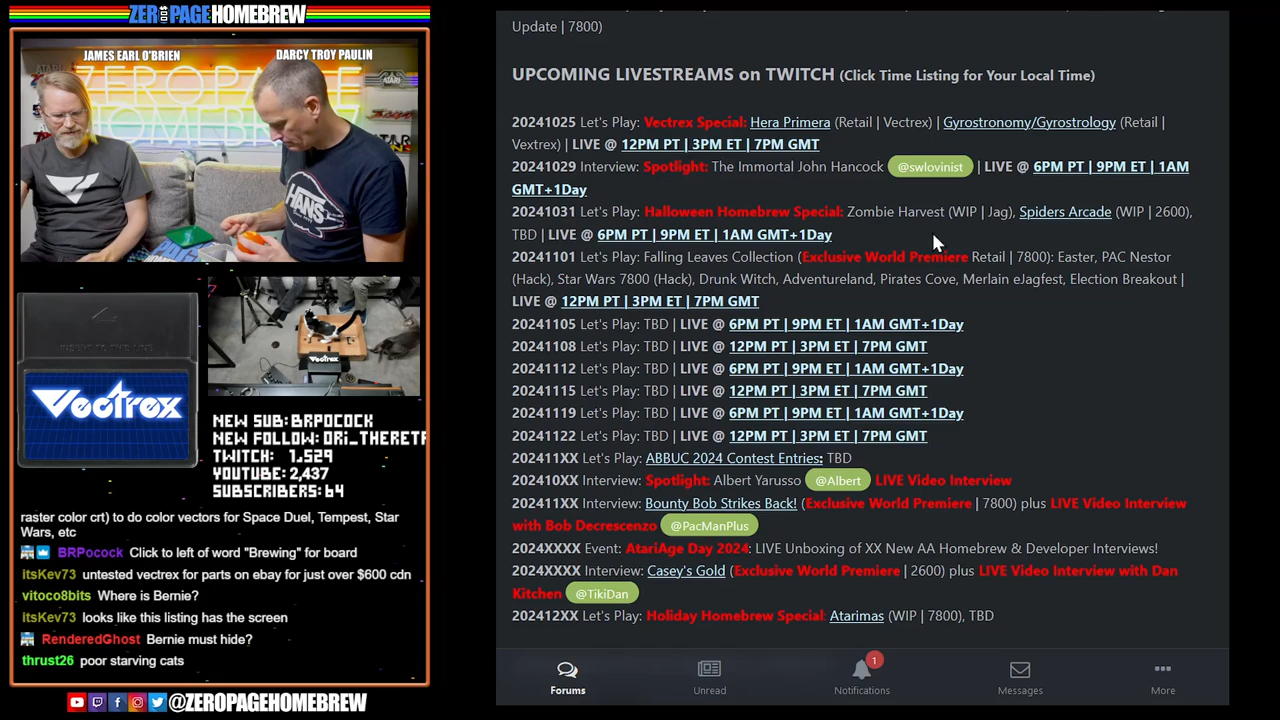 ZEROPAGE HOMEBREW
JAMES EARL O'BRIEN
DARCY TROY PAULIN
ATARI
ZEROPAGE
HOMEBREW
HANS
VECTREX
Vectrex
NEW SUB: BRPOCOCK
NEW FOLLOW: ORI_THERETR
TWITCH: 1,529
YOUTUBE: 2,437
SUBSCRIBERS: 64
raster color crt) to do color vectors for Space Duel, Tempest, Star
Wars, etc
BRPocock Click to left of word "Brewing" for board
itsKev73 untested vectrex for parts on ebay for just over $600 cdn
vitoco8bits Where is Bernie?
itsKev73 looks like this listing has the screen
RenderedGhost Bernie must hide?
thrust26 poor starving cats
@ZEROPAGEHOMEBREW
Update | 7800)
UPCOMING LIVESTREAMS on TWITCH (Click Time Listing for Your Local Time)
20241025 Let's Play: Vectrex Special: Hera Primera (Retail | Vectrex) | Gyrostronomy/Gyrostrology (Retail |
Vextrex) | LIVE @ 12PM PT | 3PM ET | 7PM GMT
20241029 Interview: Spotlight: The Immortal John Hancock @swlovinist | LIVE @ 6PM PT | 9PM ET | 1AM
GMT+1Day
20241031 Let's Play: Halloween Homebrew Special: Zombie Harvest (WIP | Jag), Spiders Arcade (WIP | 2600),
TBD | LIVE @ 6PM PT | 9PM ET | 1AM GMT+1Day
20241101 Let's Play: Falling Leaves Collection (Exclusive World Premiere Retail | 7800): Easter, PAC Nestor
(Hack), Star Wars 7800 (Hack), Drunk Witch, Adventureland, Pirates Cove, Merlain eJagfest, Election Breakout |
LIVE @ 12PM PT | 3PM ET | 7PM GMT
20241105 Let's Play: TBD | LIVE @ 6PM PT | 9PM ET | 1AM GMT+1Day
20241108 Let's Play: TBD | LIVE @ 12PM PT | 3PM ET | 7PM GMT
20241112 Let's Play: TBD | LIVE @ 6PM PT | 9PM ET | 1AM GMT+1Day
20241115 Let's Play: TBD | LIVE @ 12PM PT | 3PM ET | 7PM GMT
20241119 Let's Play: TBD | LIVE @ 6PM PT | 9PM ET | 1AM GMT+1Day
20241122 Let's Play: TBD | LIVE @ 12PM PT | 3PM ET | 7PM GMT
202411XX Let's Play: ABBUC 2024 Contest Entries: TBD
202410XX Interview: Spotlight: Albert Yarusso @Albert LIVE Video Interview
202411XX Interview: Bounty Bob Strikes Back! (Exclusive World Premiere | 7800) plus LIVE Video Interview
with Bob Decrescenzo @PacManPlus
2024XXXX Event: AtariAge Day 2024: LIVE Unboxing of XX New AA Homebrew & Developer Interviews!
2024XXXX Interview: Casey's Gold (Exclusive World Premiere | 2600) plus LIVE Video Interview with Dan
Kitchen @TikiDan
202412XX Let's Play: Holiday Homebrew Special: Atarimas (WIP | 7800), TBD
1
Forums Unread Notifications Messages More